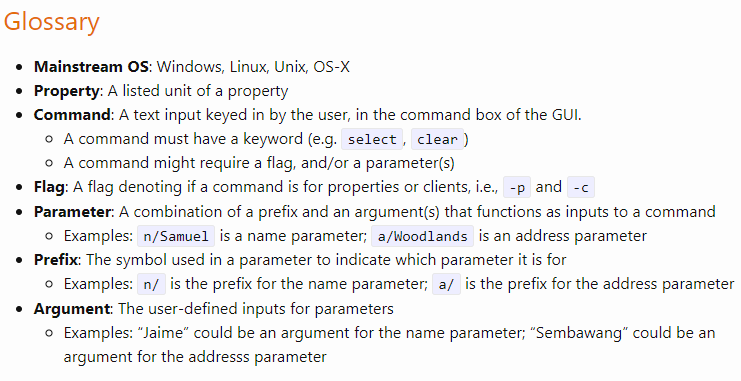 Glossary
Mainstream OS: Windows, Linux, Unix, OS-X
Property: A listed unit of a property
Command: A text input keyed in by the user, in the command box of the GUI.
A command must have a keyword (e.g. select, clear)
A command might require a flag, and/or a parameter(s)
Flag: A flag denoting if a command is for properties or clients, i.e., -p and -c
Parameter: A combination of a prefix and an argument(s) that functions as inputs to a command
Examples: n/Samuel is a name parameter; a/Woodlands is an address parameter
Prefix: The symbol used in a parameter to indicate which parameter it is for
Examples: n/ is the prefix for the name parameter; a/ is the prefix for the address parameter
Argument: The user-defined inputs for parameters
Examples: “Jaime” could be an argument for the name parameter; “Sembawang” could be an
argument for the addresss parameter